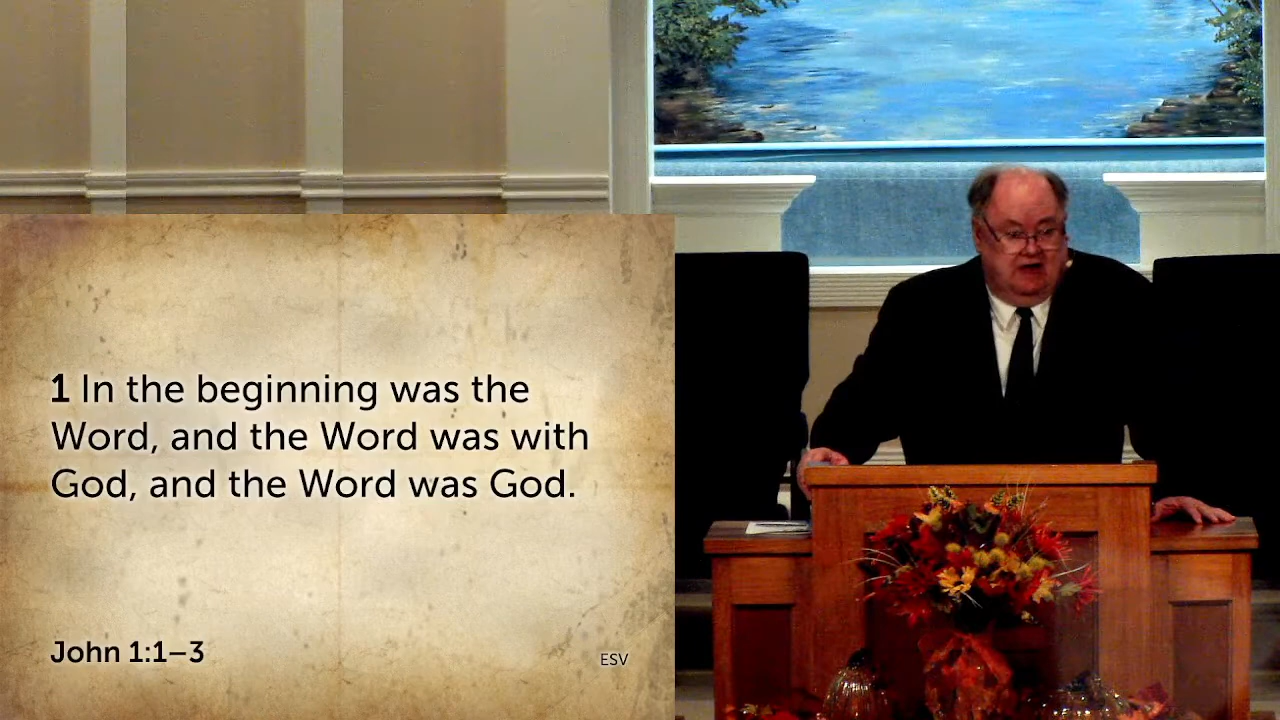 1 In the beginning was the
Word, and the Word was with
God, and the Word was God.
John 1:1–3
ESV